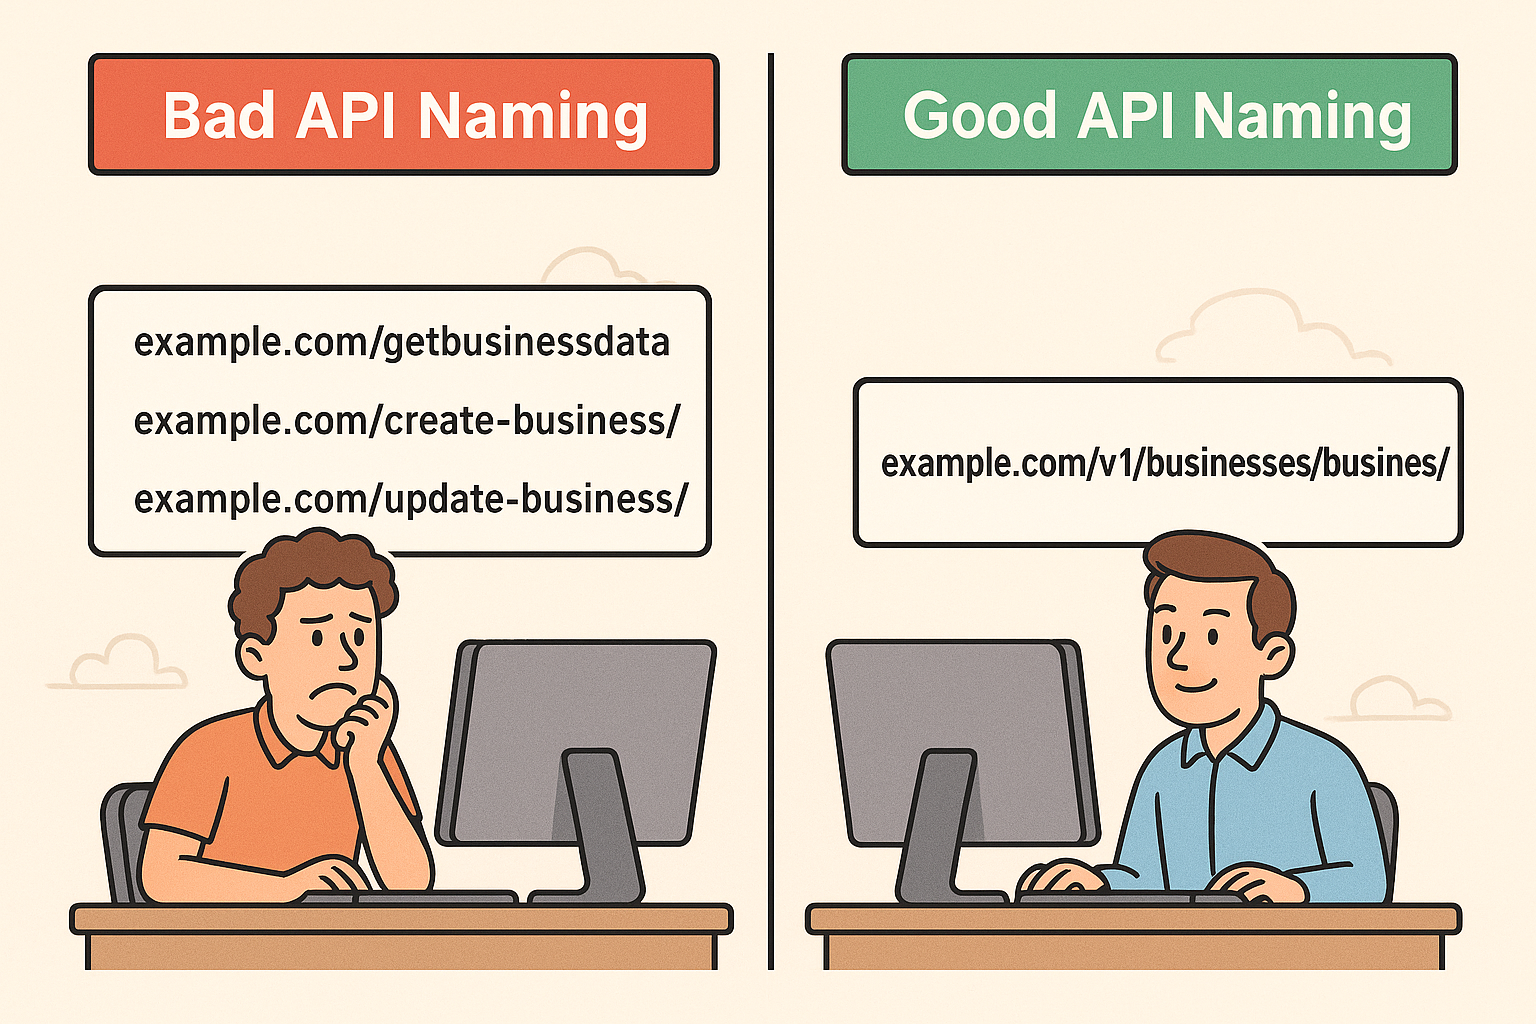 Bad API Naming
example.com/getbusinessdata
example.com/create-business/
example.com/update-business/
Good API Naming
example.com/v1/businesses/busines/